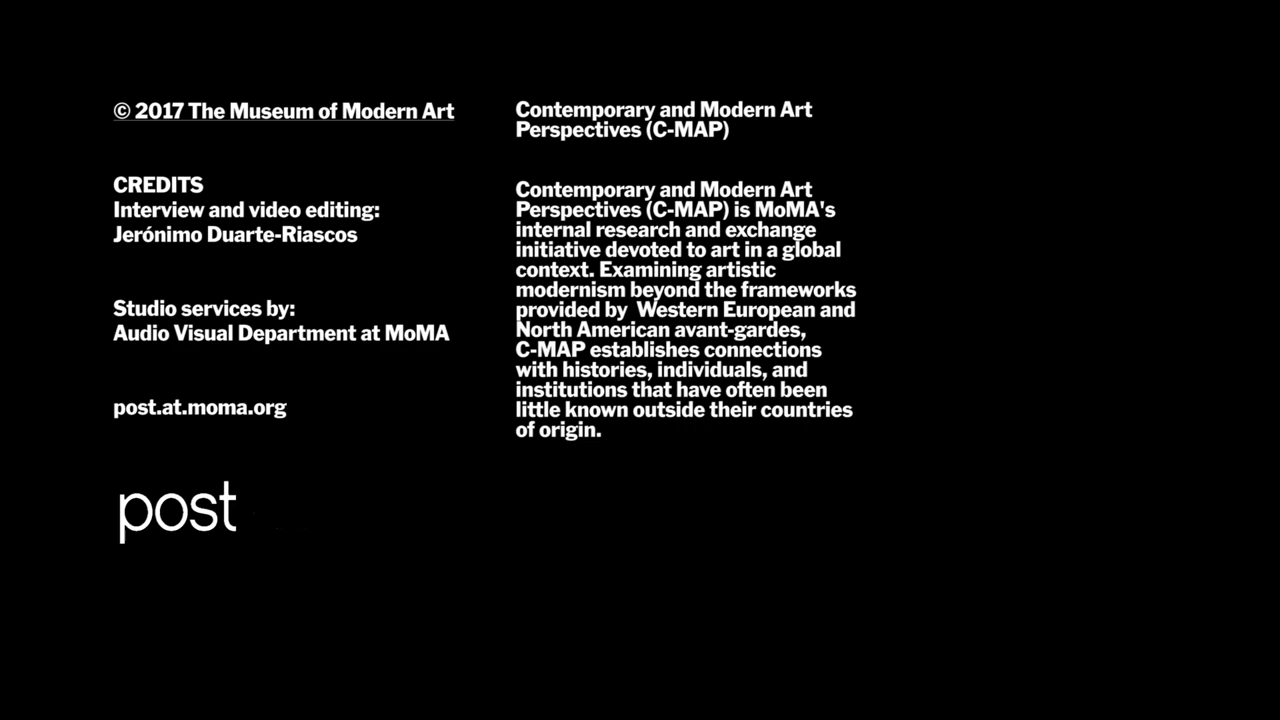 © 2017 The Museum of Modern Art
CREDITS
Interview and video editing:
Jerónimo Duarte-Riascos
Studio services by:
Audio Visual Department at MoMA
post.at.moma.org
post
Contemporary and Modern Art
Perspectives (C-MAP)
Contemporary and Modern Art
Perspectives (C-MAP) is MoMA's
internal research and exchange
initiative devoted to art in a global
context. Examining artistic
modernism beyond the frameworks
provided by  Western European and
North American avant-gardes,
C-MAP establishes connections
with histories, individuals, and
institutions that have often been
little known outside their countries
of origin.